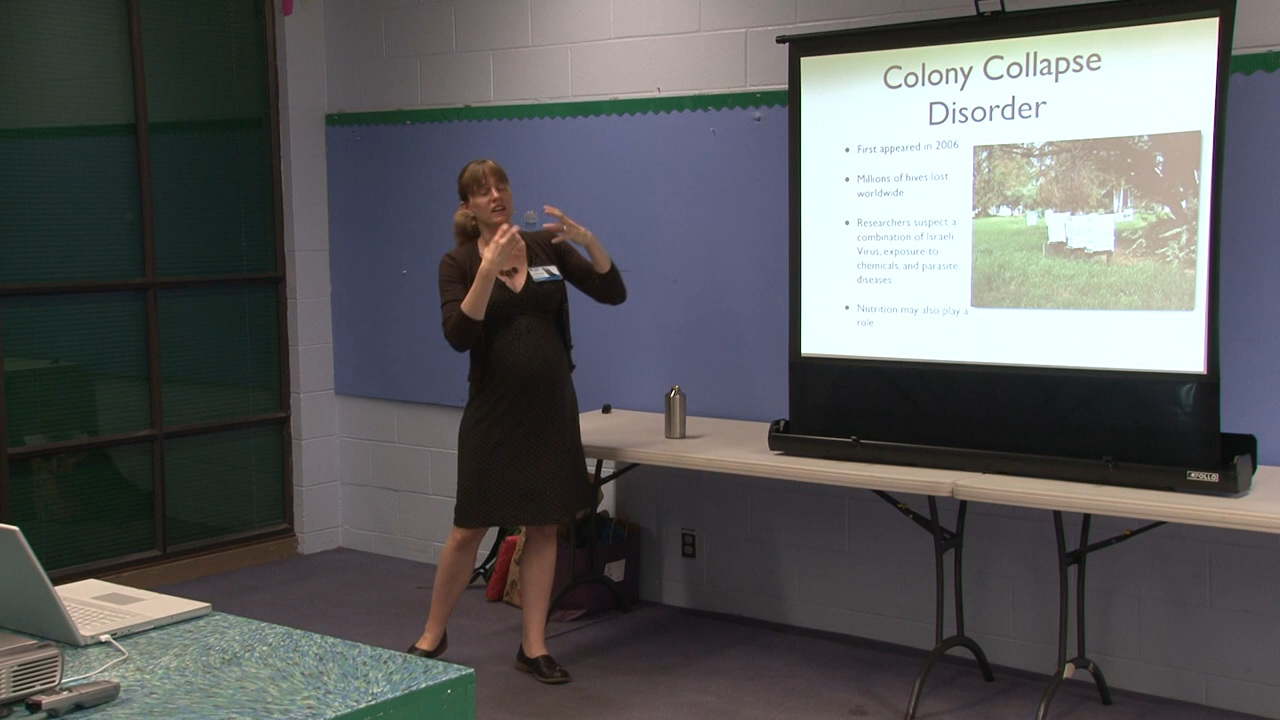 Colony Collapse
Disorder
• First appeared in 2006
• Millions of hives lost
worldwide
• Researchers suspect a
combination of Israeli
Virus, exposure to
chemicals, and parasite
diseases
• Nutrition may also play a
role
APOLLO